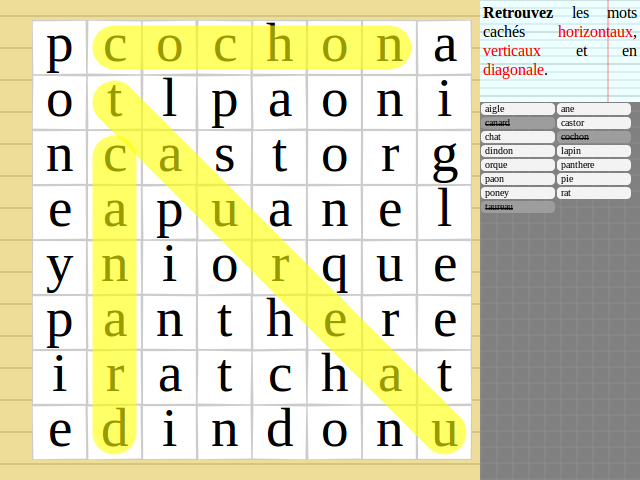 p c o c h o n a
o t l p a o n i
n c a s t o r g
e a p u a n e l
y n i o r q u e
p a n t h e r e
i r a t c h a t
e d i n d o n u
Retrouvez les mots
cachés horizontaux,
verticaux et en
diagonale.
aigle ane
canard castor
chat cochon
dindon lapin
orque panthere
paon pie
poney rat
taureau